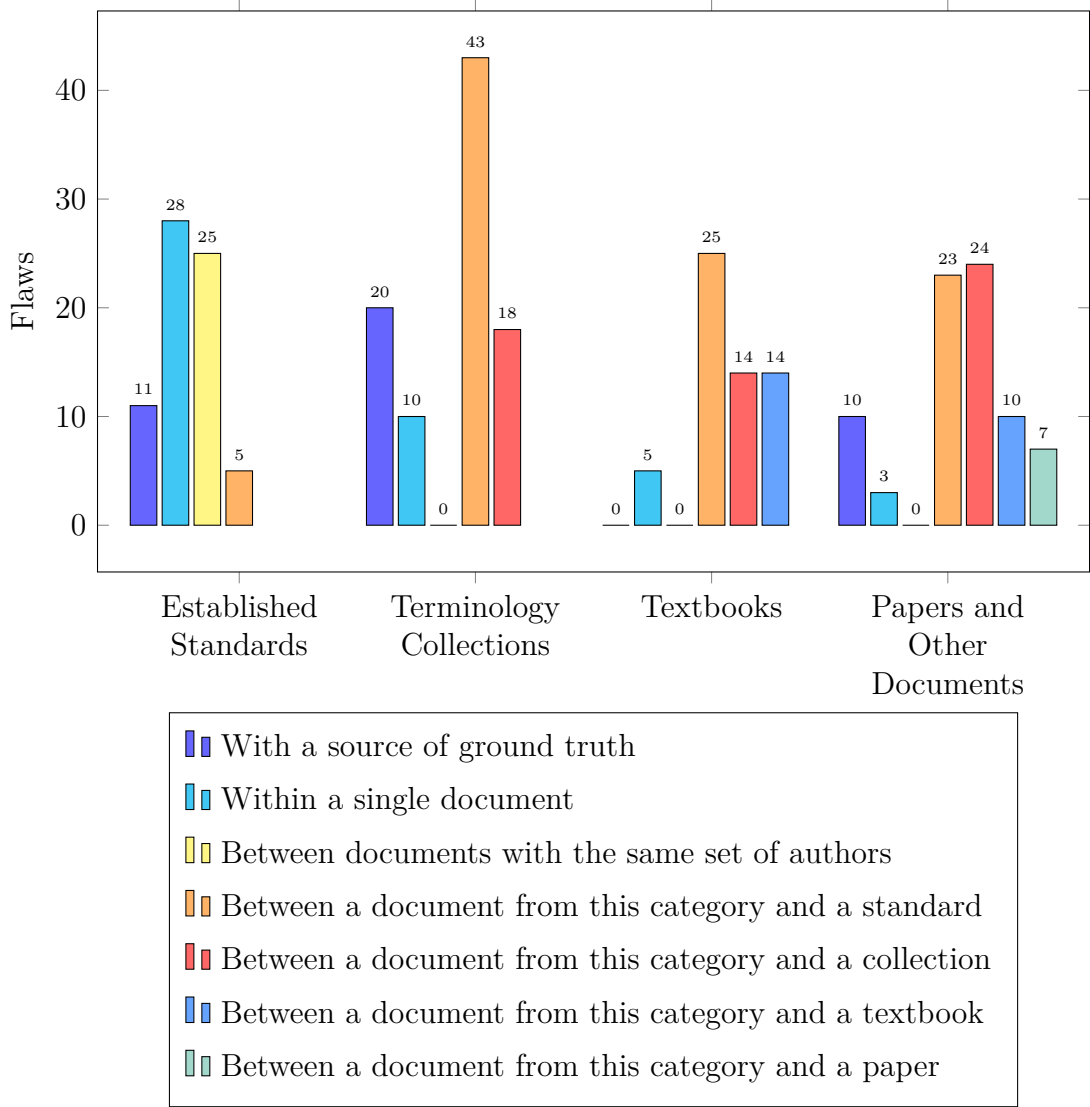 Flaws
40
30
20
10
0
11
28
25
5
20
10
0
43
18
0
5
0
25
14
14
10
3
0
23
24
10
7
Established
Standards
Terminology
Collections
Textbooks
Papers and
Other
Documents
With a source of ground truth
Within a single document
Between documents with the same set of authors
Between a document from this category and a standard
Between a document from this category and a collection
Between a document from this category and a textbook
Between a document from this category and a paper